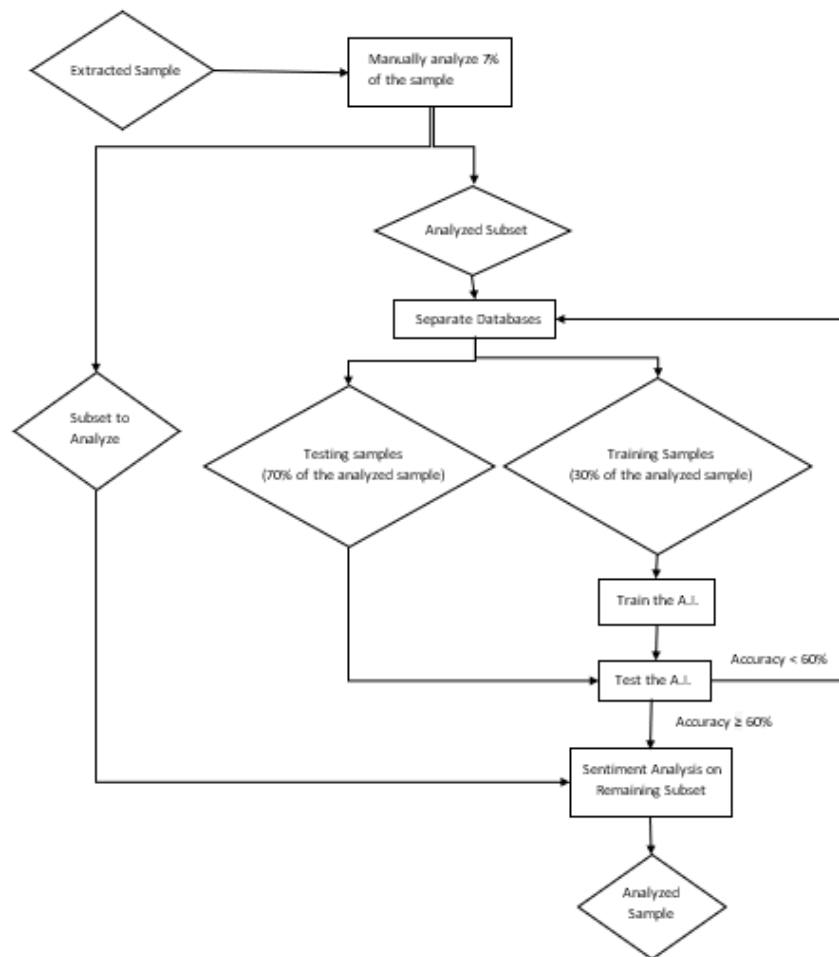 Extracted Sample
Manually analyze 7%
of the sample
Analyzed Subset
Separate Databases
Subset to
Analyze
Testing samples
(70% of the analyzed sample)
Training Samples
(30% of the analyzed sample)
Train the A.I.
Accuracy < 60%
Test the A.I.
Accuracy ≥ 60%
Sentiment Analysis on
Remaining Subset
Analyzed
Sample